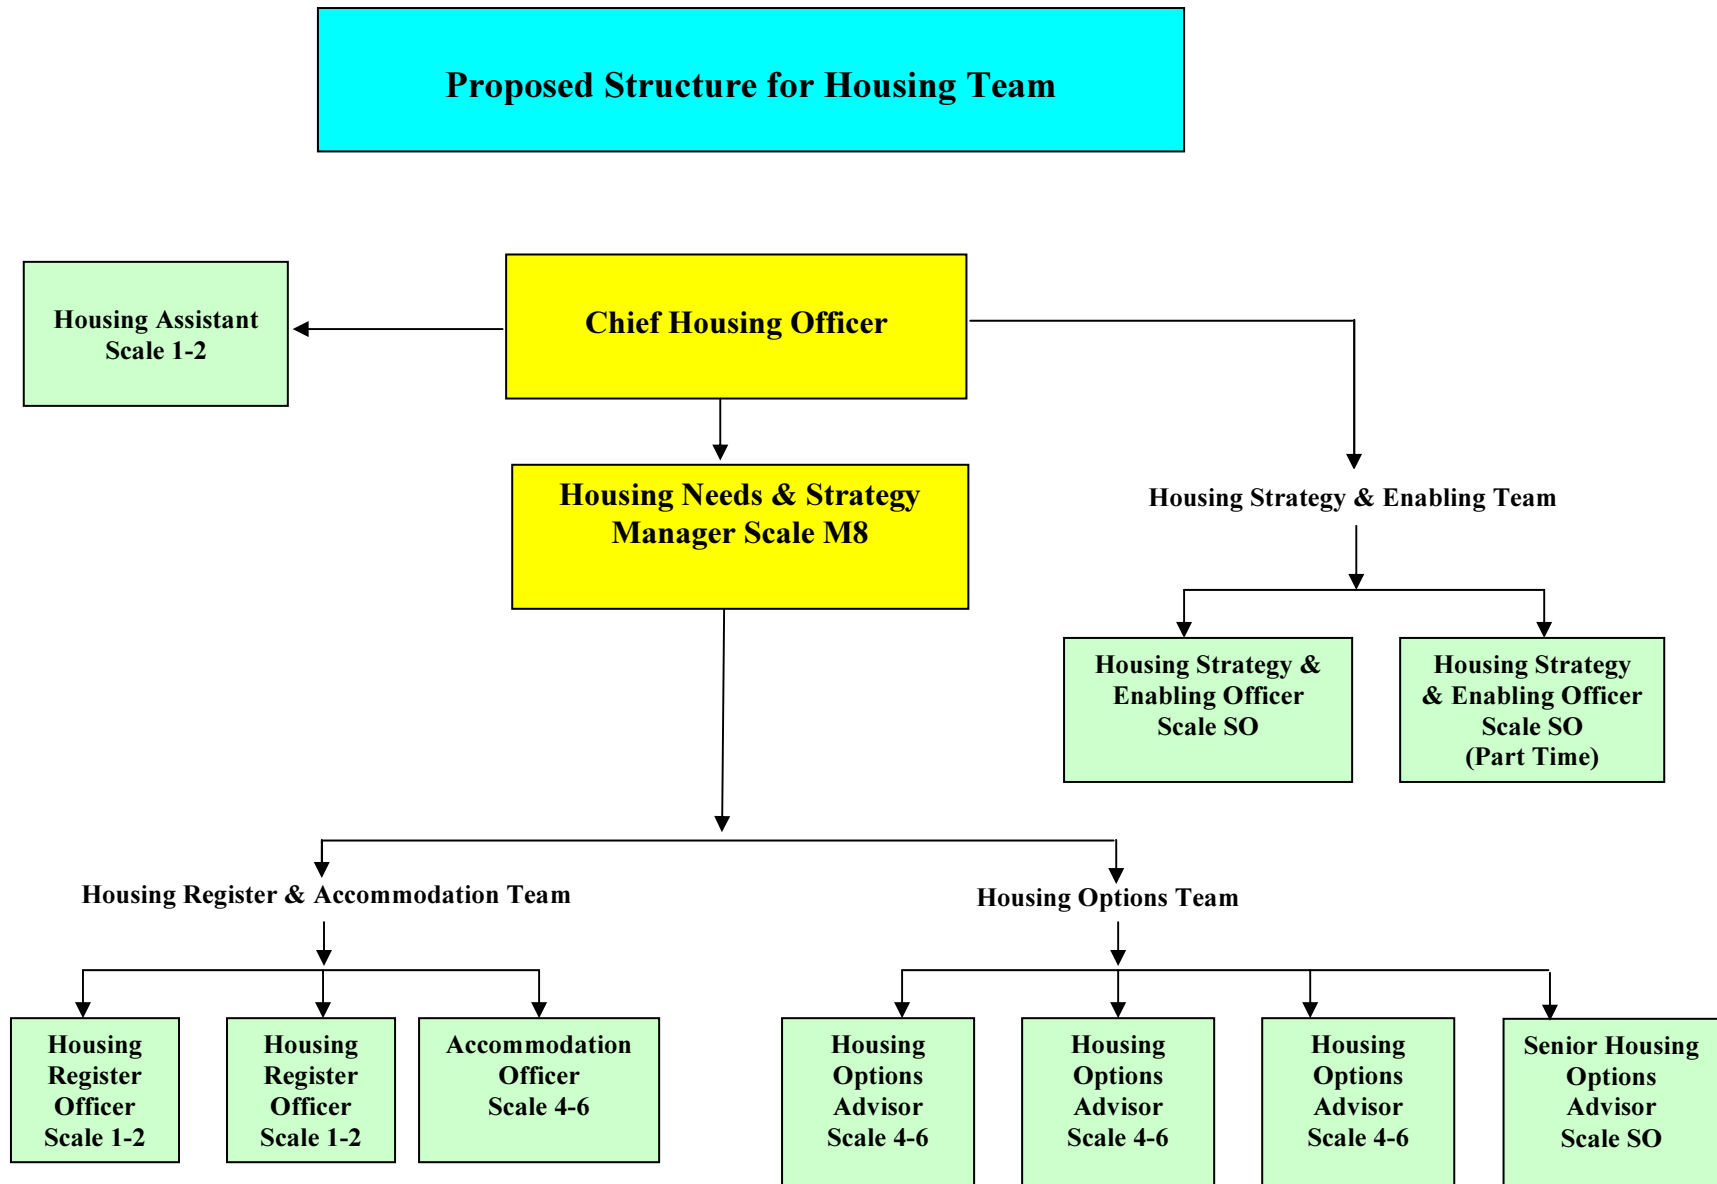 Proposed Structure for Housing Team
Housing Assistant
Scale 1-2
Chief Housing Officer
Housing Needs & Strategy
Manager Scale M8
Housing Strategy & Enabling Team
Housing Strategy &
Enabling Officer
Scale SO
Housing Strategy
& Enabling Officer
Scale SO
(Part Time)
Housing Register & Accommodation Team
Housing Options Team
Housing
Register
Officer
Scale 1-2
Housing
Register
Officer
Scale 1-2
Accommodation
Officer
Scale 4-6
Housing
Options
Advisor
Scale 4-6
Housing
Options
Advisor
Scale 4-6
Housing
Options
Advisor
Scale 4-6
Senior Housing
Options
Advisor
Scale SO